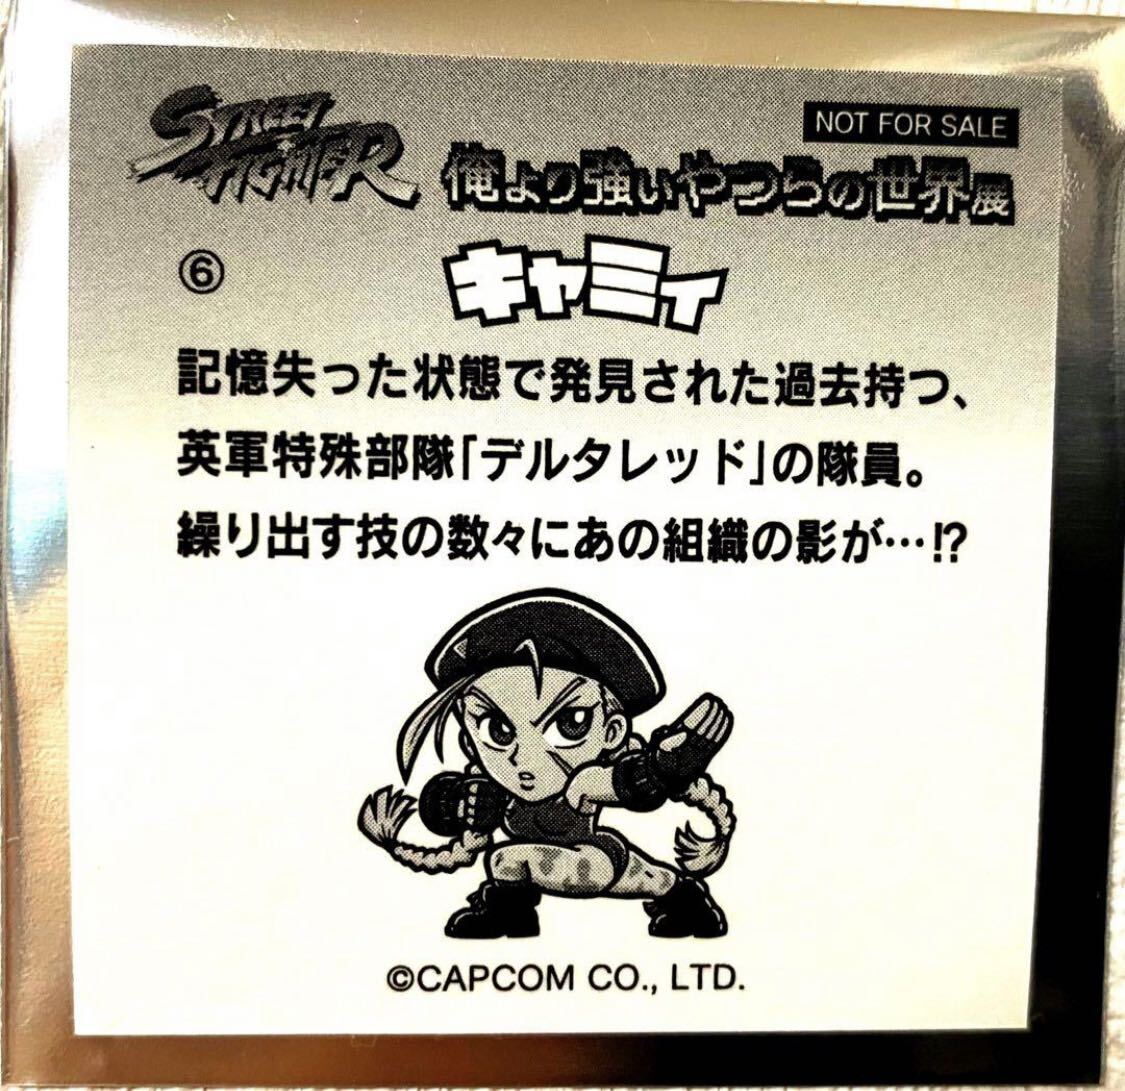 STREET FIGHTER
NOT FOR SALE
俺より強いやつらの世界展
⑥
キャミィ
記憶失った状態で発見された過去持つ、
英軍特殊部隊「デルタレッド」の隊員。
繰り出す技の数々にあの組織の影が…!?
©CAPCOM CO., LTD.